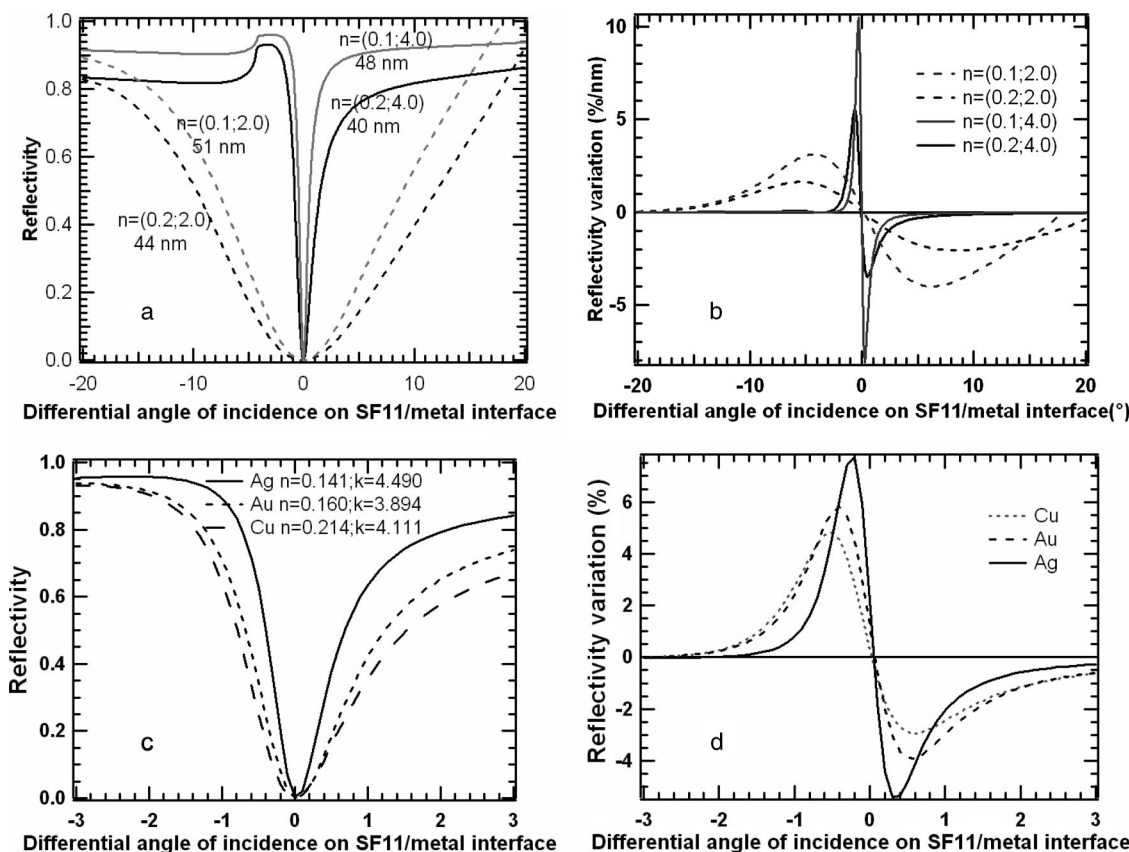 a
1.0
0.8
0.6
0.4
0.2
0.0
Reflectivity
n=(0.1;4.0)
48 nm
n=(0.2;4.0)
40 nm
n=(0.1;2.0)
51 nm
n=(0.2;2.0)
44 nm
a
-20
-10
0
10
20
Differential angle of incidence on SF11/metal interface
b
10
5
0
-5
Reflectivity variation (%/nm)
n=(0.1;2.0)
n=(0.2;2.0)
n=(0.1;4.0)
n=(0.2;4.0)
b
-20
-10
0
10
20
Differential angle of incidence on SF11/metal interface(°)
1.0
0.8
0.6
0.4
0.2
0.0
Reflectivity
Ag n=0.141;k=4.490
Au n=0.160;k=3.894
Cu n=0.214;k=4.111
c
-3
-2
-1
0
1
2
3
Differential angle of incidence on SF11/metal interface
6
4
2
0
-2
-4
Reflectivity variation (%)
Cu
Au
Ag
d
-3
-2
-1
0
1
2
3
Differential angle of incidence on SF11/metal interface